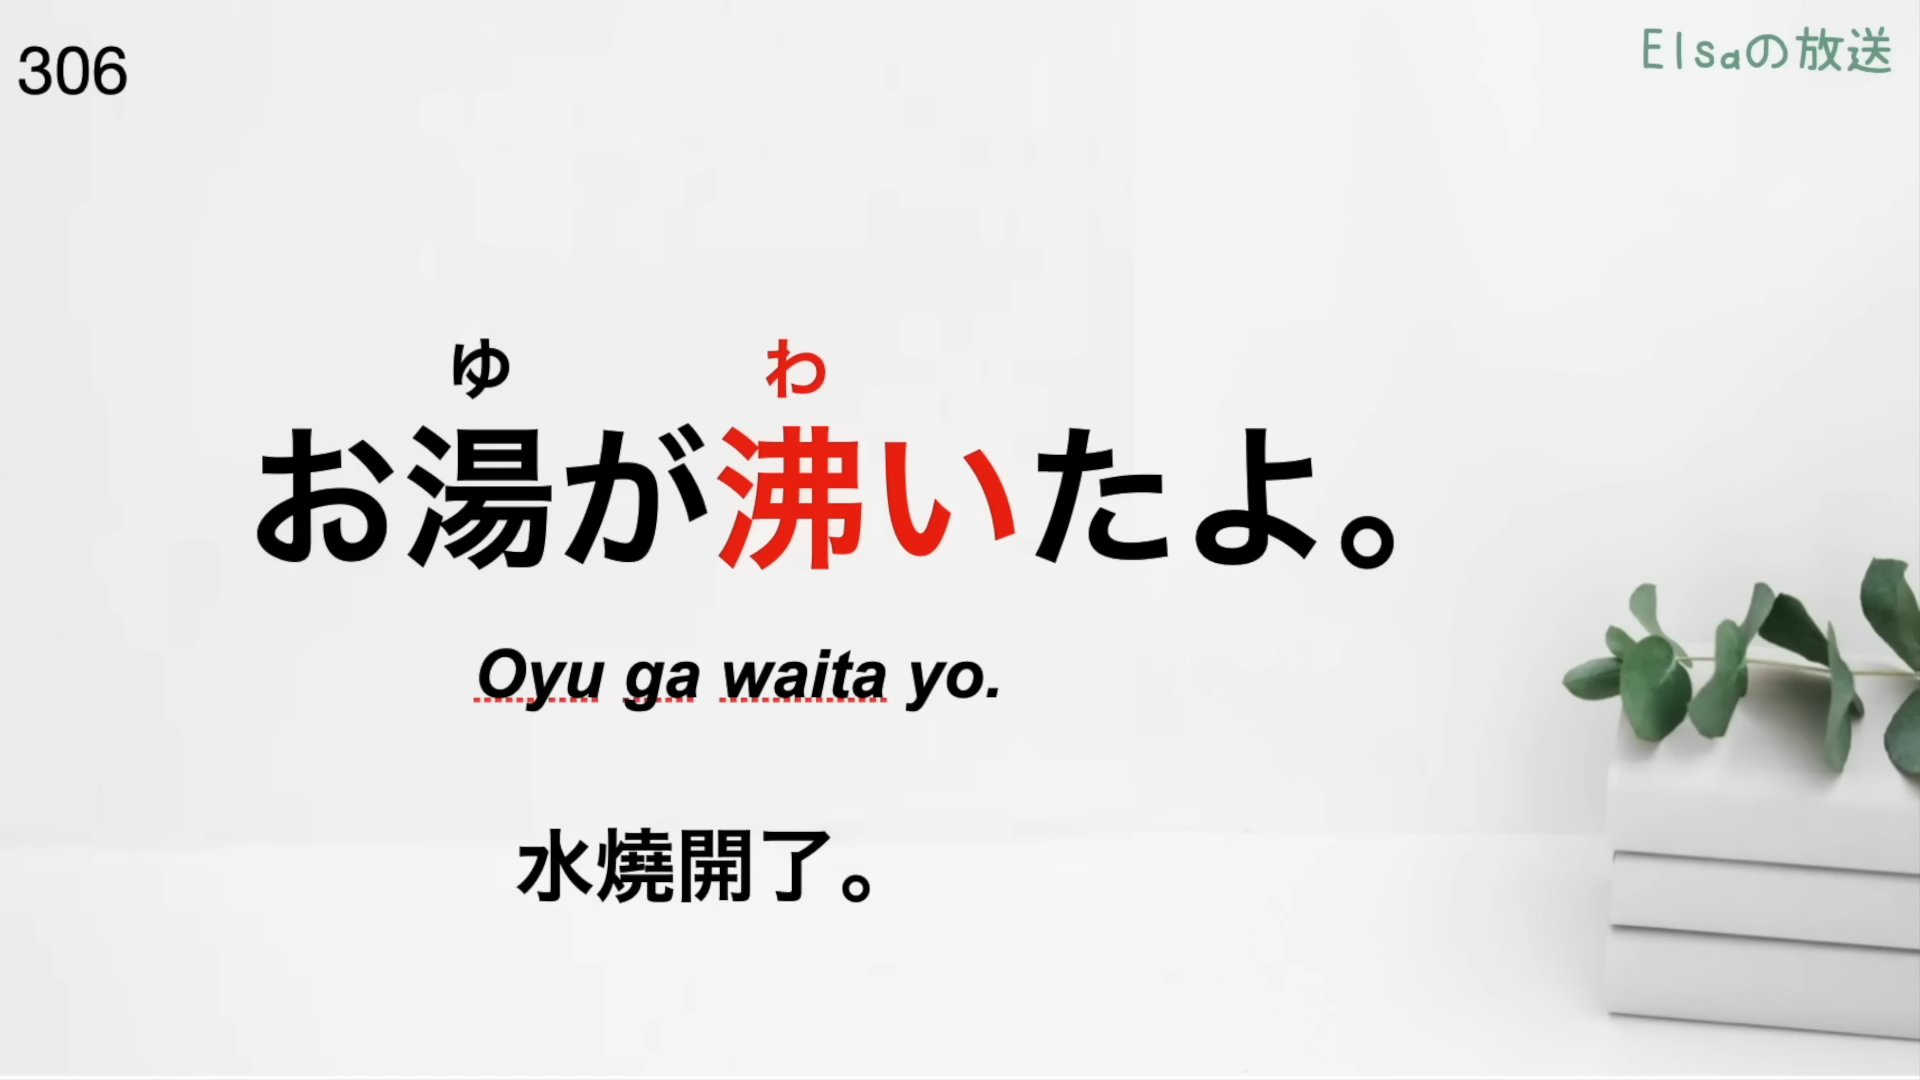 306
Elsaの放送
ゆ わ
お湯が沸いたよ。
Oyu ga waita yo.
水燒開了。